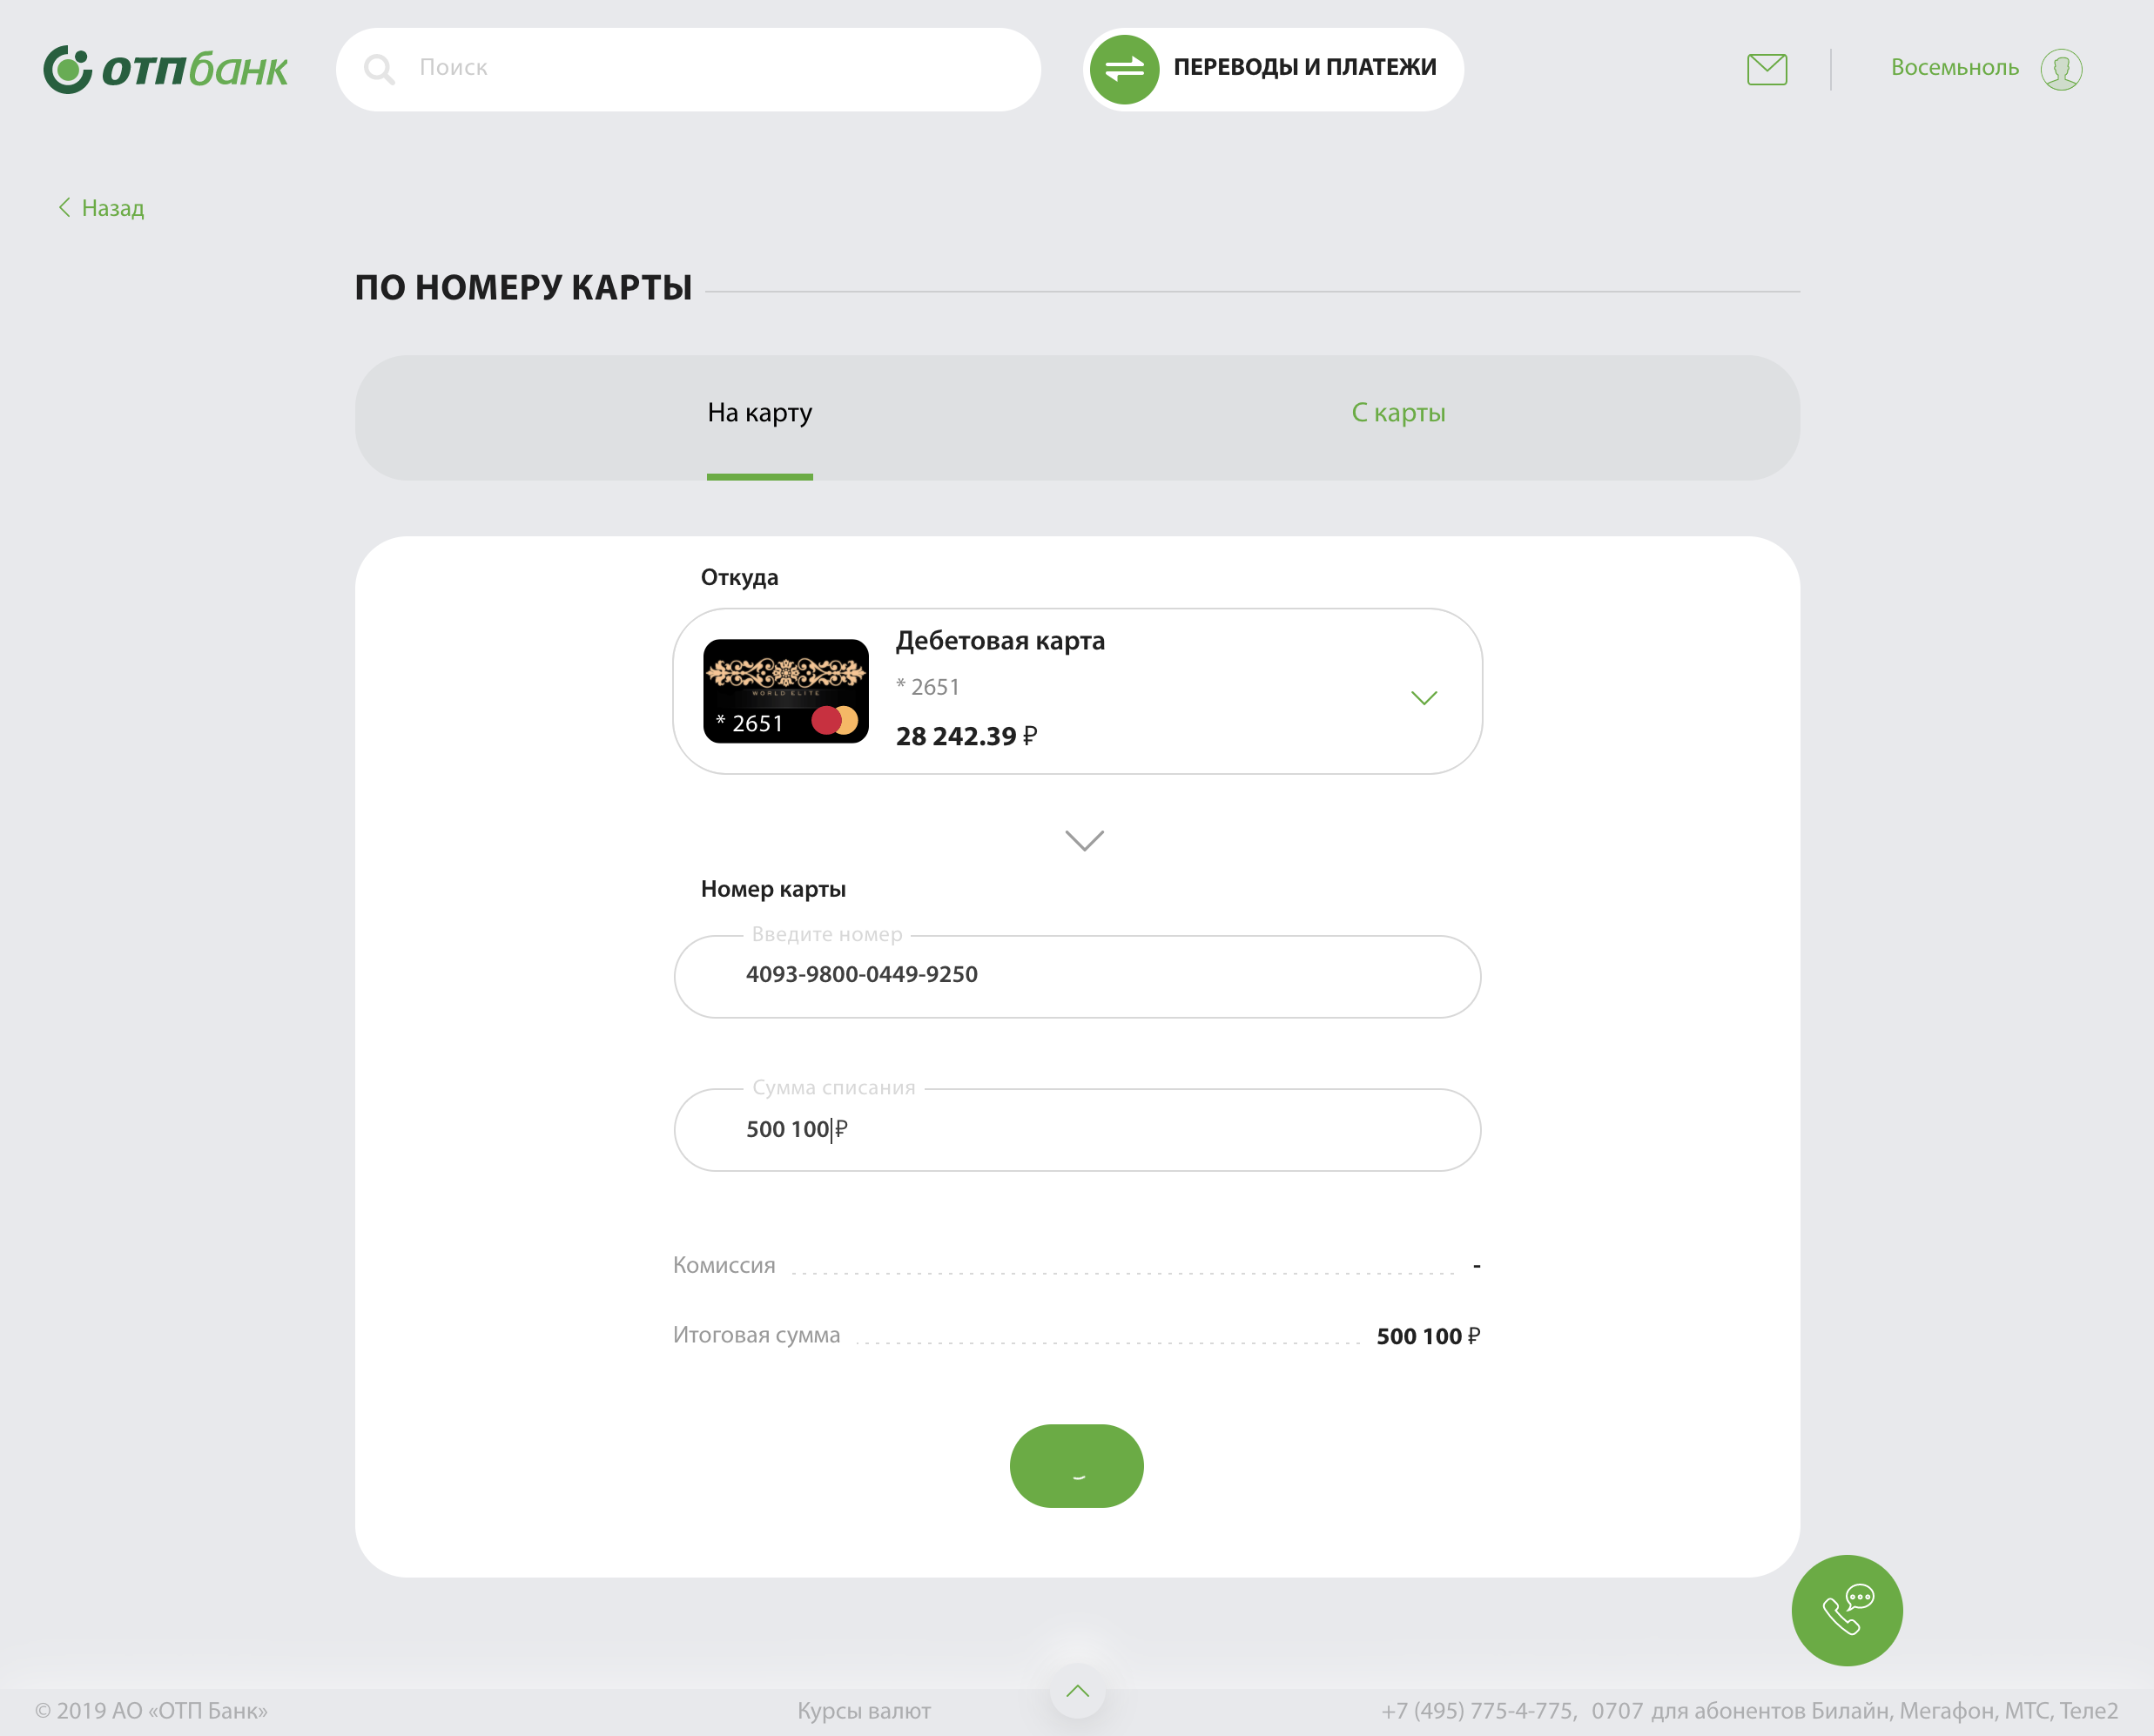 ОТПбанк
Поиск
ПЕРЕВОДЫ И ПЛАТЕЖИ
Восемьноль
Назад
ПО НОМЕРУ КАРТЫ
На карту
С карты
Откуда
Дебетовая карта
* 2651
28 242.39 ₽
WORLD ELITE
* 2651
Номер карты
Введите номер
4093-9800-0449-9250
Сумма списания
500 100 ₽
Комиссия -
Итоговая сумма 500 100 ₽
© 2019 АО «ОТП Банк»
Курсы валют
+7 (495) 775-4-775, 0707 для абонентов Билайн, Мегафон, МТС, Теле2